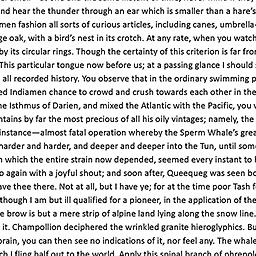 nd hear the thunder through an ear which is smaller than a hare's
men fashion all sorts of curious articles, including canes, umbrella-
ge oak, with a bird's nest in its crotch. At any rate, when you watch
by its circular rings. Though the certainty of this criterion is far from
This particular tongue now before us; at a passing glance I should
all recorded history. You observe that in the ordinary swimming p
ed Indiamen chance to crowd and crush towards each other in the
he Isthmus of Darien, and mixed the Atlantic with the Pacific, you w
ntains by far the most precious of all his oily vintages; namely, the
instance—almost fatal operation whereby the Sperm Whale's grea
harder and harder, and deeper and deeper into the Tun, until some
n which the entire strain now depended, seemed every instant to
o again with a joyful shout; and soon after, Queequeg was seen bo
ave thee there. Not at all, but I have ye; for at the time poor Tash
though I am but ill qualified for a pioneer, in the application of the
e brow is but a mere strip of alpine land lying along the snow line.
it. Champollion deciphered the wrinkled granite hieroglyphics. Bu
brain, you can then see no indications of it, nor feel any. The whale
ch I fling half out to the world. Apply this spinal branch of phrenolo